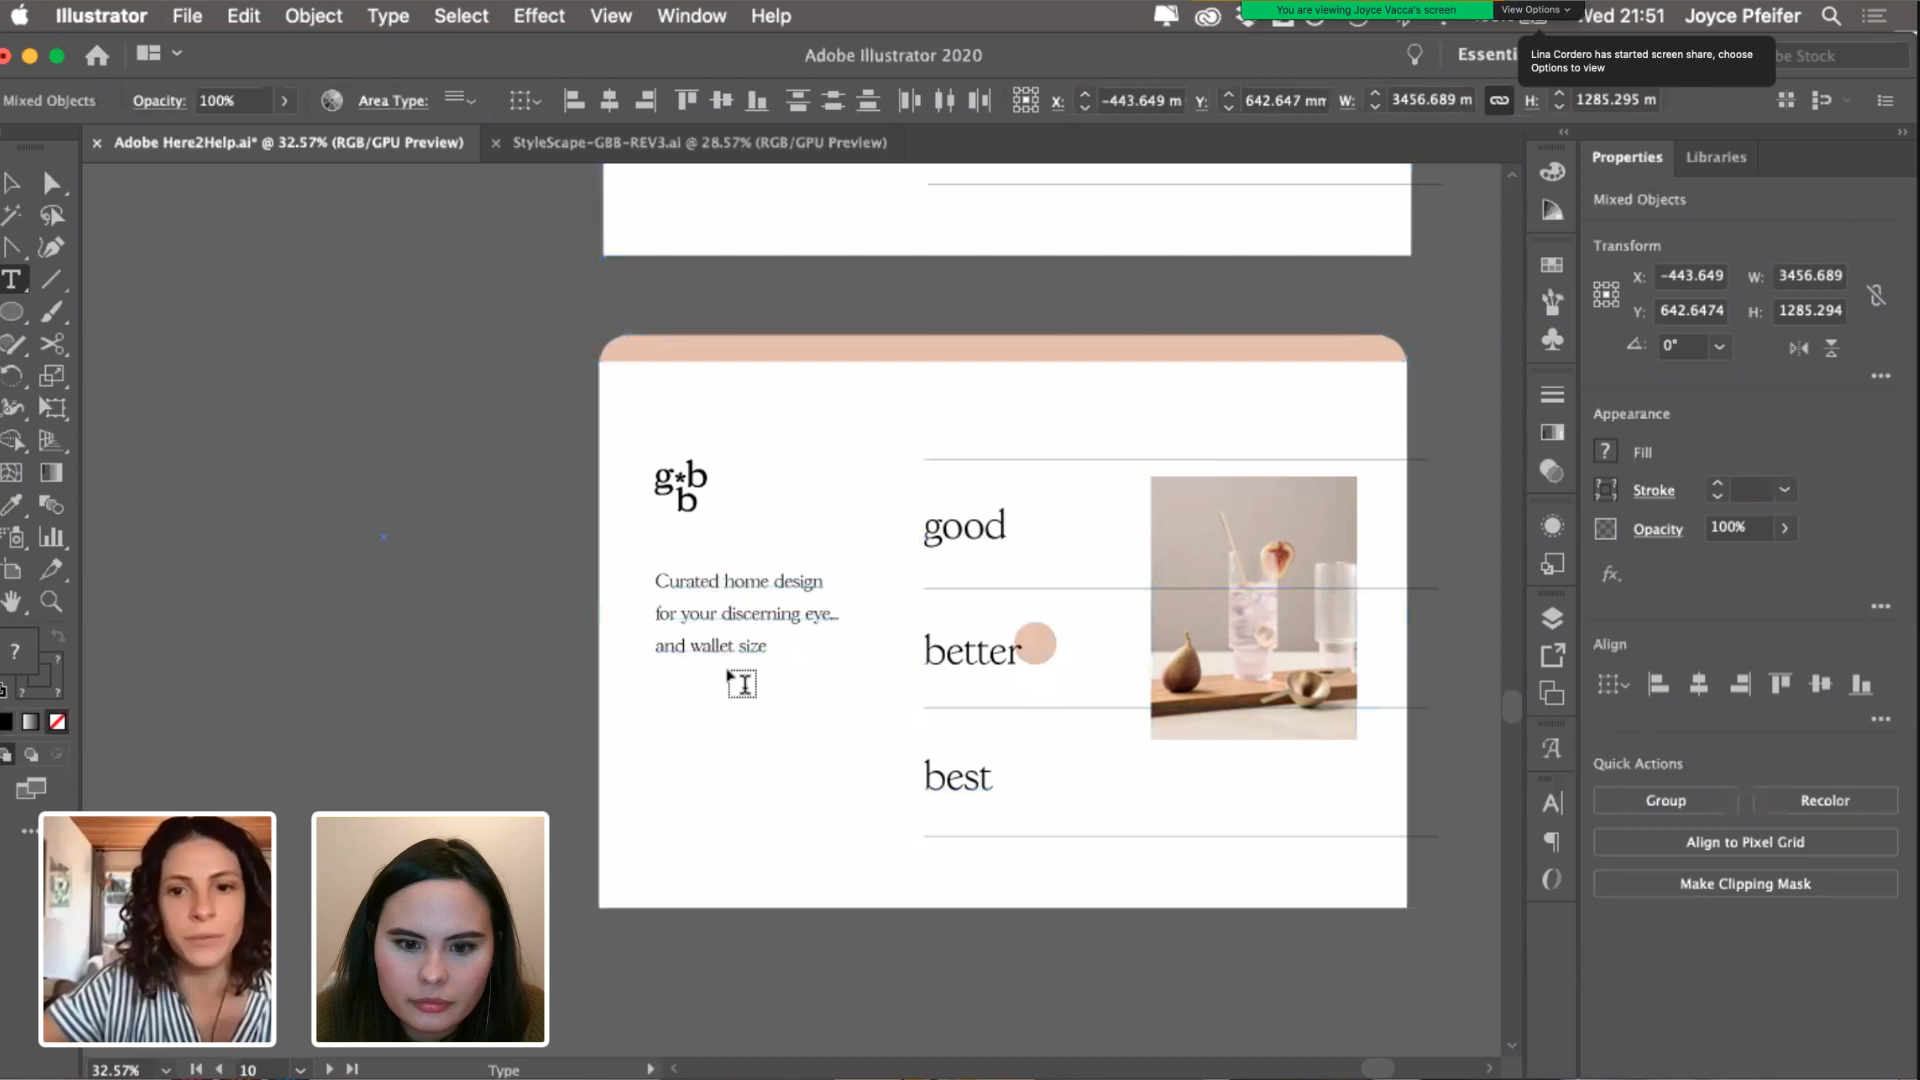 Illustrator File Edit Object Type Select Effect View Window Help
You are viewing Joyce Vacca's screen View Options
Wed 21:51 Joyce Pfeifer
Adobe Illustrator 2020
Essenti
be Stock
Lina Cordero has started screen share, choose
Options to view
Mixed Objects Opacity: 100% Area Type: X: -443.649 m Y: 642.647 mm W: 3456.689 m H: 1285.295 m
× Adobe Here2Help.ai* @ 32.57% (RGB/GPU Preview) × StyleScape-GBB-REV3.ai @ 28.57% (RGB/GPU Preview)
Properties Libraries
Mixed Objects
Transform
X: -443.649 W: 3456.689
Y: 642.6474 H: 1285.294
0°
Appearance
? Fill
Stroke
Opacity 100%
fx.
Align
Quick Actions
Group Recolor
Align to Pixel Grid
Make Clipping Mask
g*b
b
Curated home design
for your discerning eye...
and wallet size
good
better
best
32.57% 10 Type